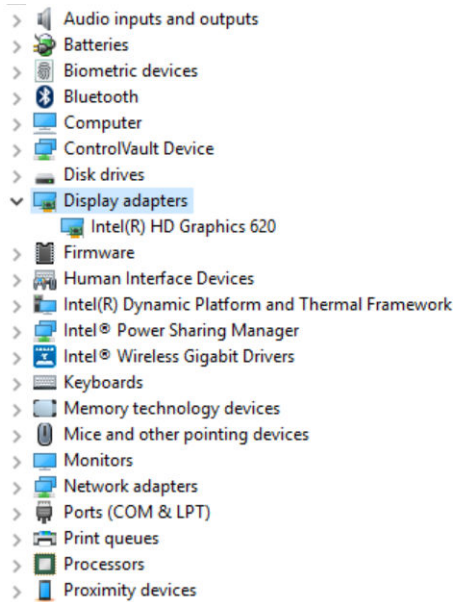 Audio inputs and outputs
Batteries
Biometric devices
Bluetooth
Computer
ControlVault Device
Disk drives
Display adapters
Intel(R) HD Graphics 620
Firmware
Human Interface Devices
Intel(R) Dynamic Platform and Thermal Framework
Intel® Power Sharing Manager
Intel® Wireless Gigabit Drivers
Keyboards
Memory technology devices
Mice and other pointing devices
Monitors
Network adapters
Ports (COM & LPT)
Print queues
Processors
Proximity devices